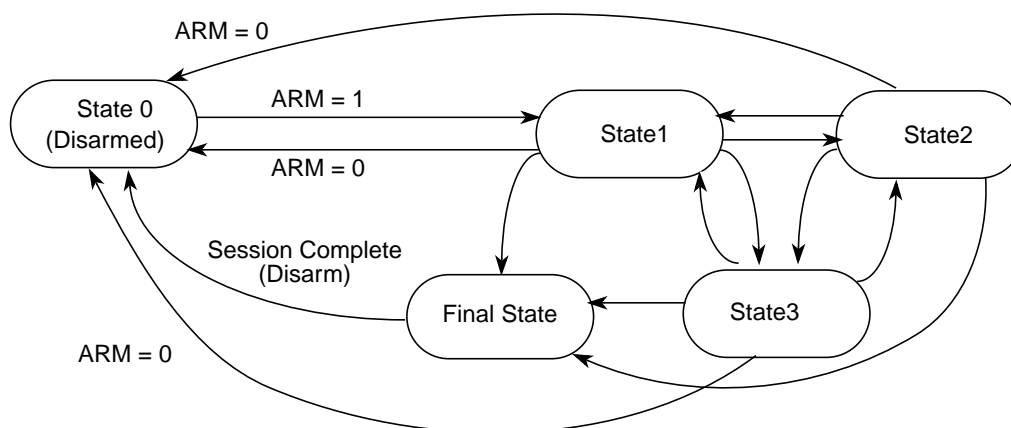 ARM = 0
State 0
(Disarmed)
ARM = 1
State1
State2
ARM = 0
Session Complete
(Disarm)
Final State
State3
ARM = 0